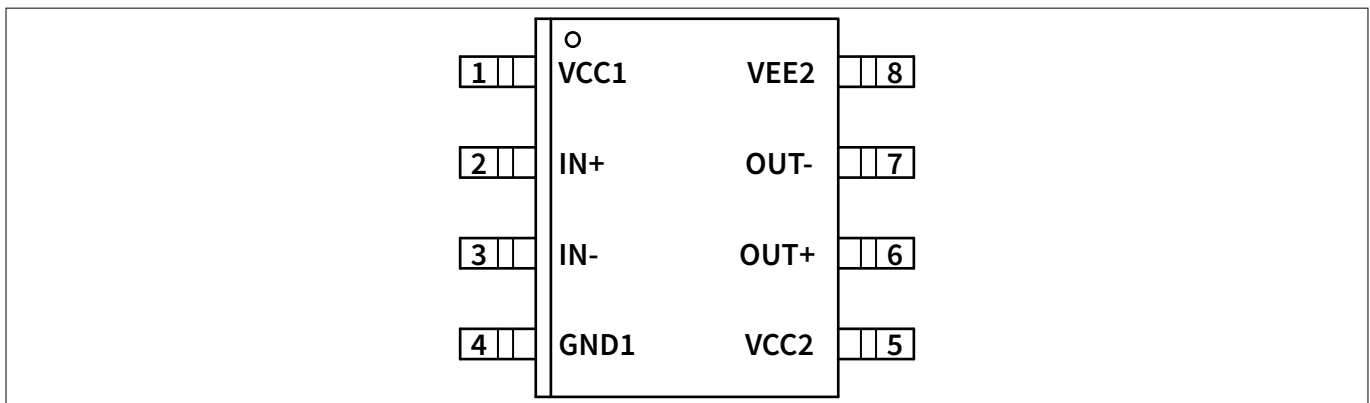 1 VCC1 VEE2 8
2 IN+ OUT- 7
3 IN- OUT+ 6
4 GND1 VCC2 5